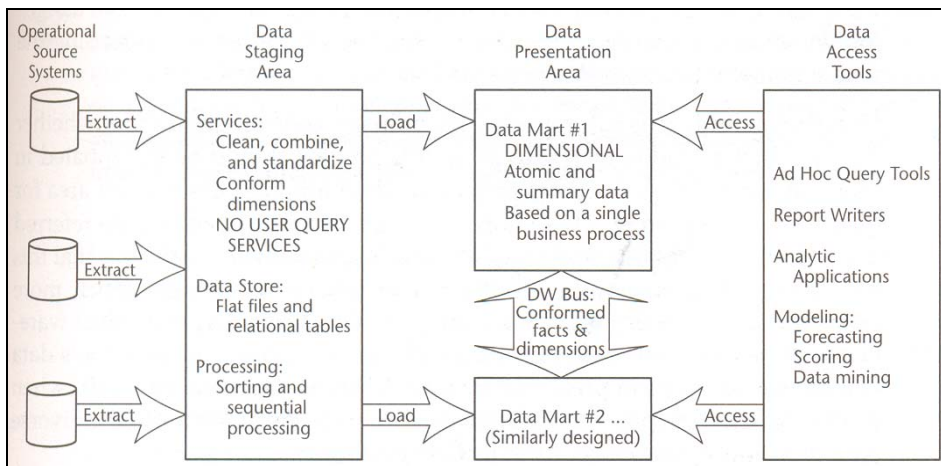 Operational
Source
Systems
Data
Staging
Area
Data
Presentation
Area
Data
Access
Tools
Extract
Extract
Extract
Services:
Clean, combine,
and standardize
Conform
dimensions
NO USER QUERY
SERVICES
Data Store:
Flat files and
relational tables
Processing:
Sorting and
sequential
processing
Load
Load
Data Mart #1
DIMENSIONAL
Atomic and
summary data
Based on a single
business process
DW Bus:
Conformed
facts &
dimensions
Data Mart #2 ...
(Similarly designed)
Access
Access
Ad Hoc Query Tools
Report Writers
Analytic
Applications
Modeling:
Forecasting
Scoring
Data mining